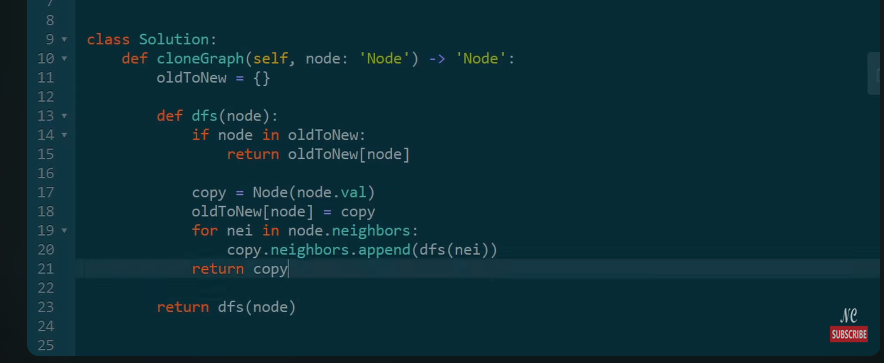 7
8
9 class Solution:
10 def cloneGraph(self, node: 'Node') -> 'Node':
11 oldToNew = {}
12
13 def dfs(node):
14 if node in oldToNew:
15 return oldToNew[node]
16
17 copy = Node(node.val)
18 oldToNew[node] = copy
19 for nei in node.neighbors:
20 copy.neighbors.append(dfs(nei))
21 return copy
22
23 return dfs(node)
24
25
NC
SUBSCRIBE